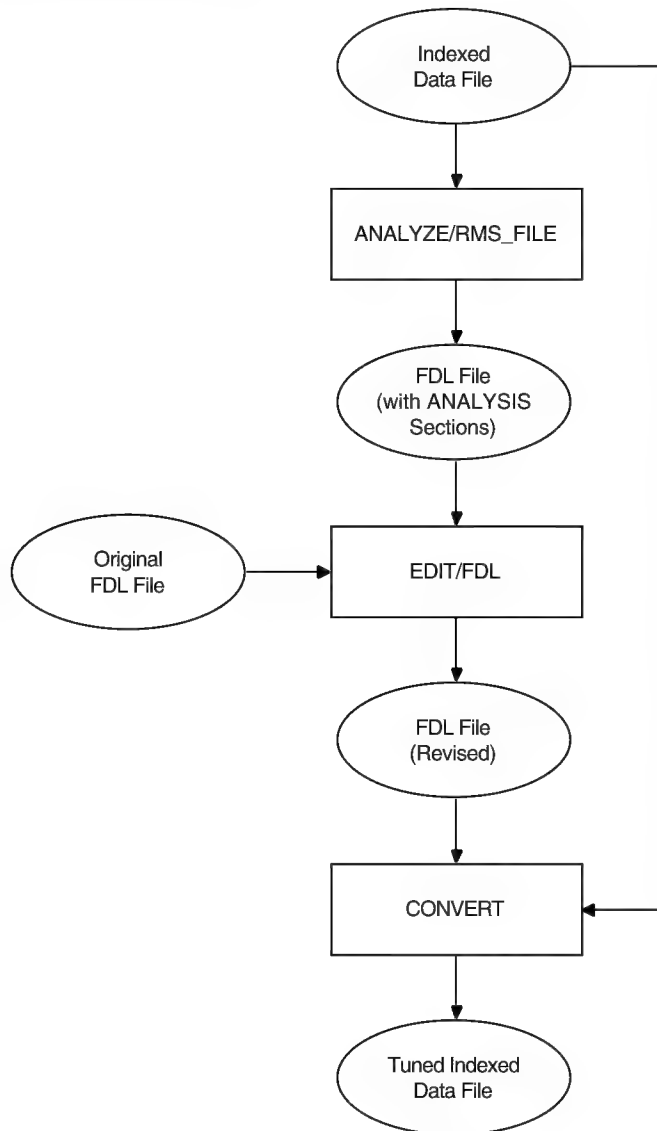 Indexed
Data File
ANALYZE/RMS_FILE
FDL File
(with ANALYSIS
Sections)
Original
FDL File
EDIT/FDL
FDL File
(Revised)
CONVERT
Tuned Indexed
Data File